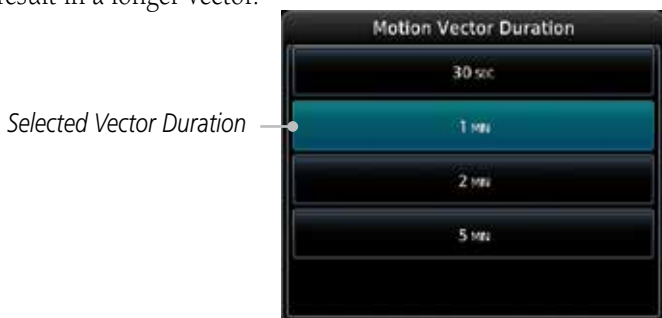 result in a longer vector.
Motion Vector Duration
30 SEC
Selected Vector Duration
1 MIN
2 MIN
5 MIN